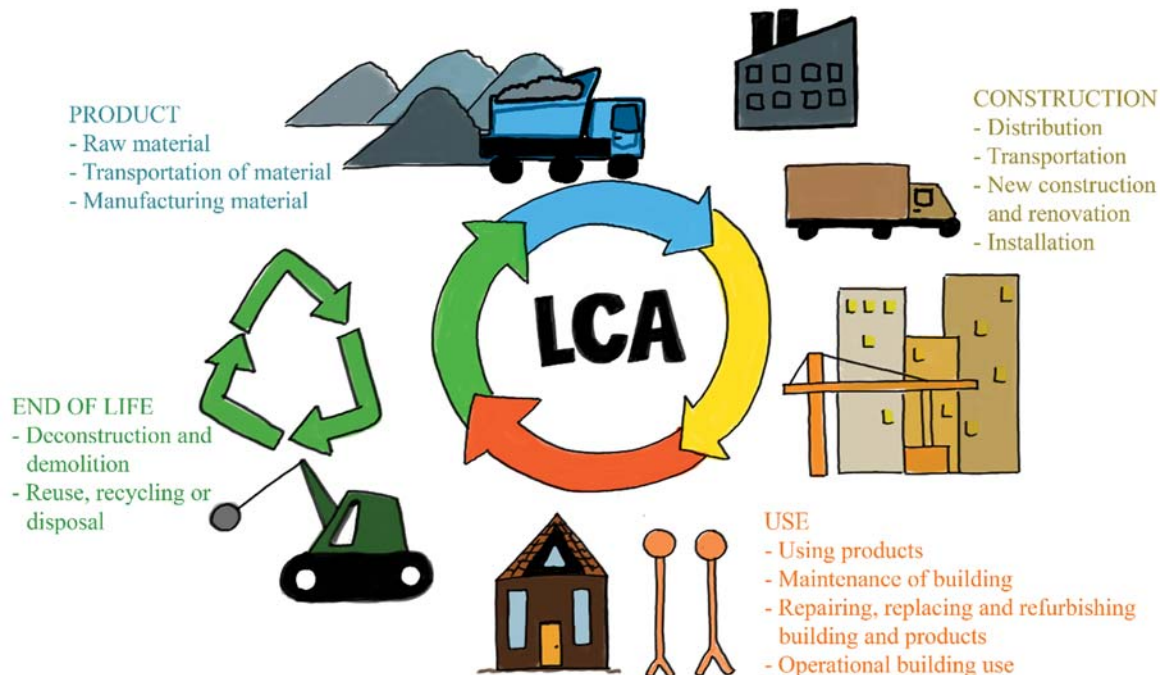 PRODUCT
- Raw material
- Transportation of material
- Manufacturing material
CONSTRUCTION
- Distribution
- Transportation
- New construction
and renovation
- Installation
LCA
END OF LIFE
- Deconstruction and
demolition
- Reuse, recycling or
disposal
USE
- Using products
- Maintenance of building
- Repairing, replacing and refurbishing
building and products
- Operational building use